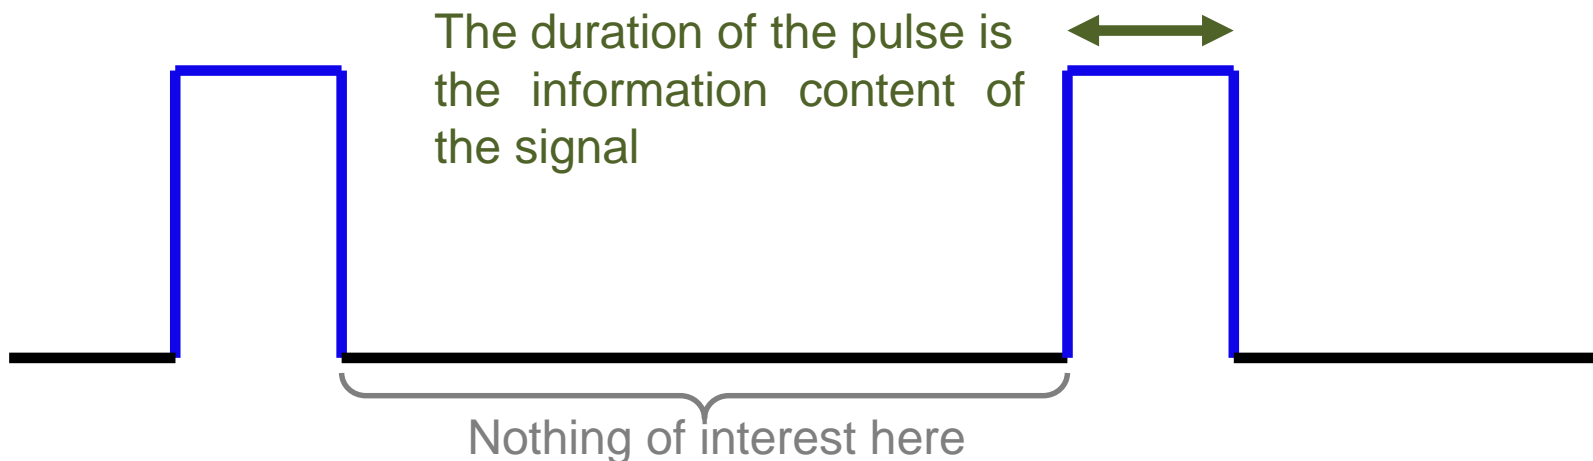 The duration of the pulse is
the information content of
the signal
Nothing of interest here